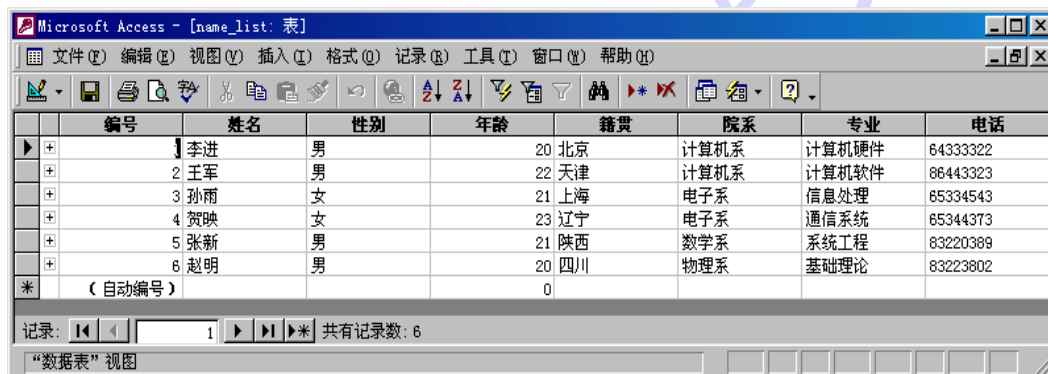 Microsoft Access - [name_list: 表]
文件(F) 编辑(E) 视图(V) 插入(I) 格式(O) 记录(R) 工具(T) 窗口(W) 帮助(H)
编号 姓名 性别 年龄 籍贯 院系 专业 电话
1 李进 男 20 北京 计算机系 计算机硬件 64333322
2 王军 男 22 天津 计算机系 计算机软件 86443323
3 孙雨 女 21 上海 电子系 信息处理 65334543
4 贺映 女 23 辽宁 电子系 通信系统 65344373
5 张新 男 21 陕西 数学系 系统工程 83220389
6 赵明 男 20 四川 物理系 基础理论 83223802
(自动编号) 0
记录: 1 共有记录数: 6
“数据表” 视图